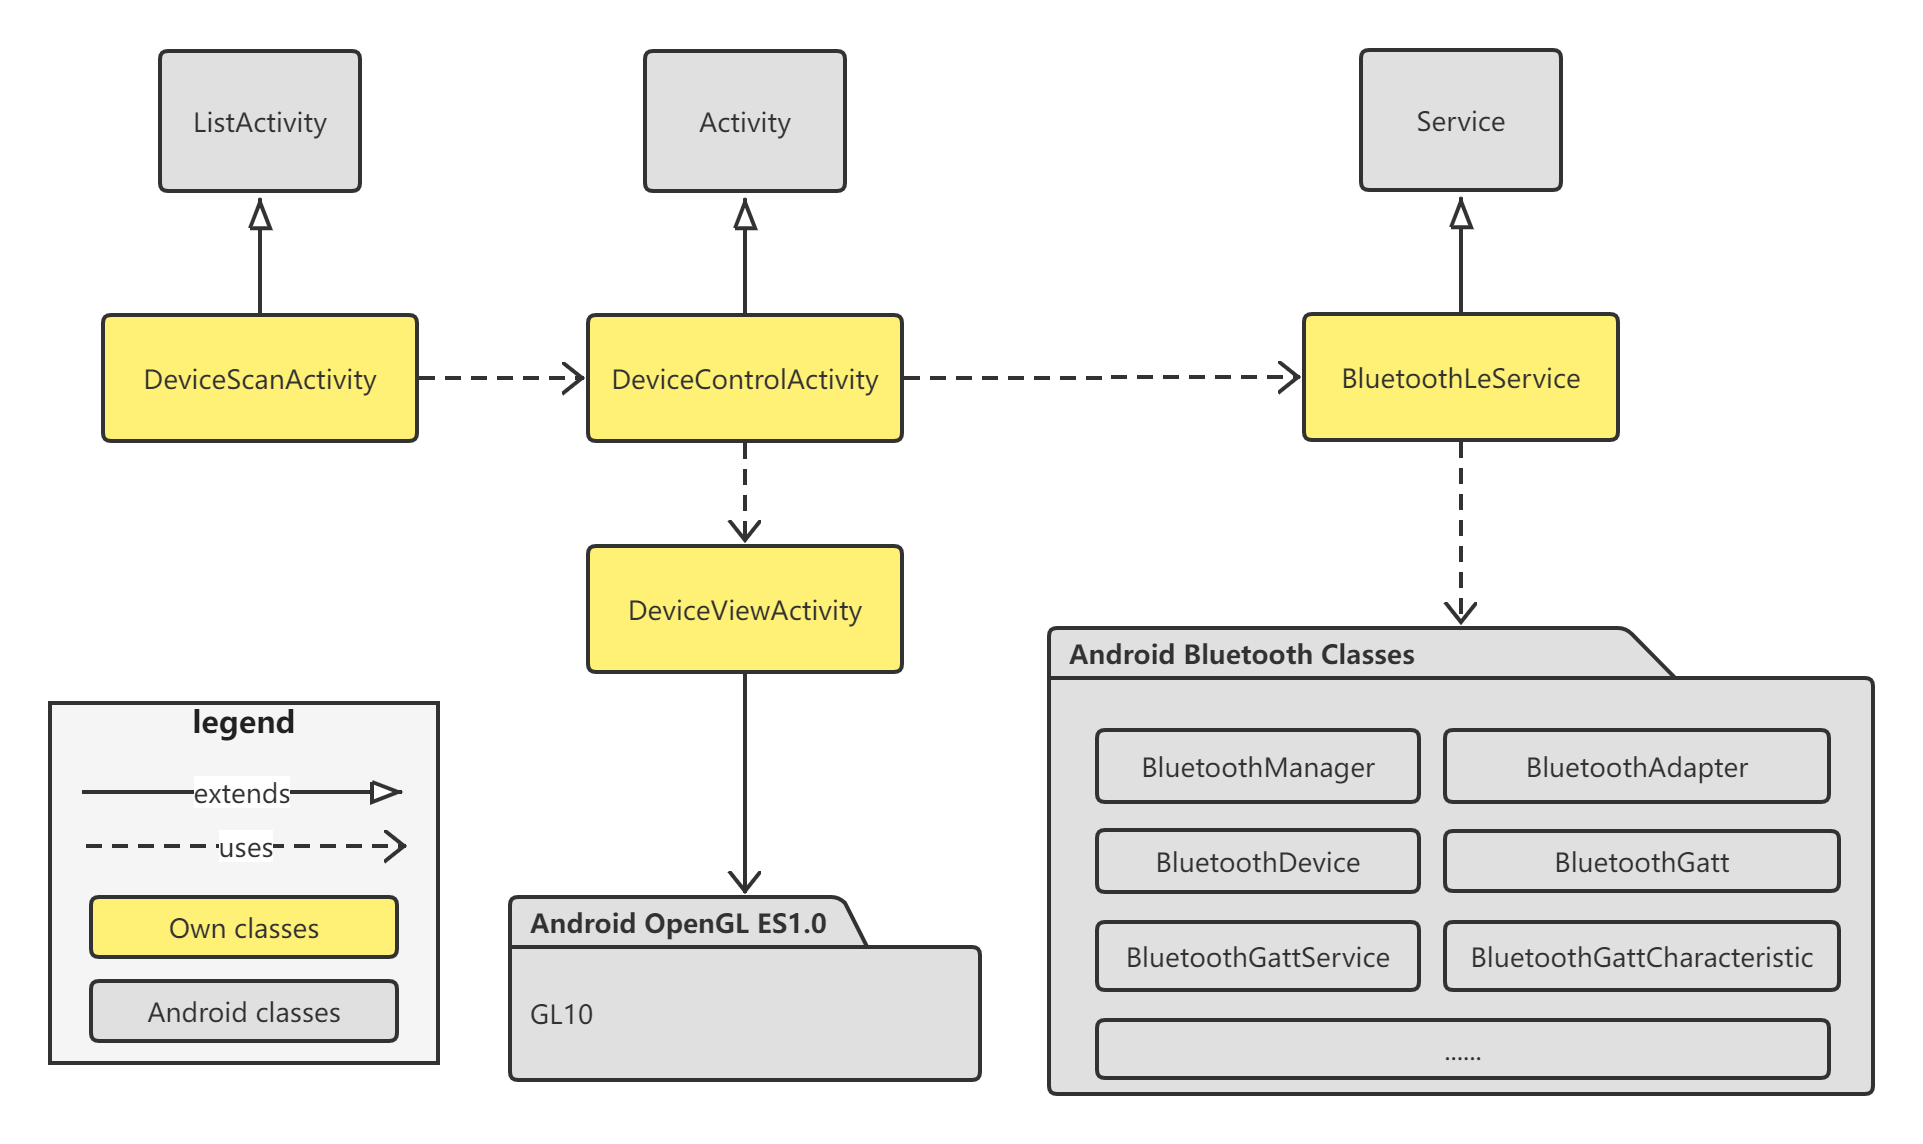 ListActivity
Activity
Service
DeviceScanActivity
DeviceControlActivity
BluetoothLeService
DeviceViewActivity
Android Bluetooth Classes
BluetoothManager
BluetoothAdapter
BluetoothDevice
BluetoothGatt
BluetoothGattService
BluetoothGattCharacteristic
......
Android OpenGL ES1.0
GL10
legend
extends
uses
Own classes
Android classes